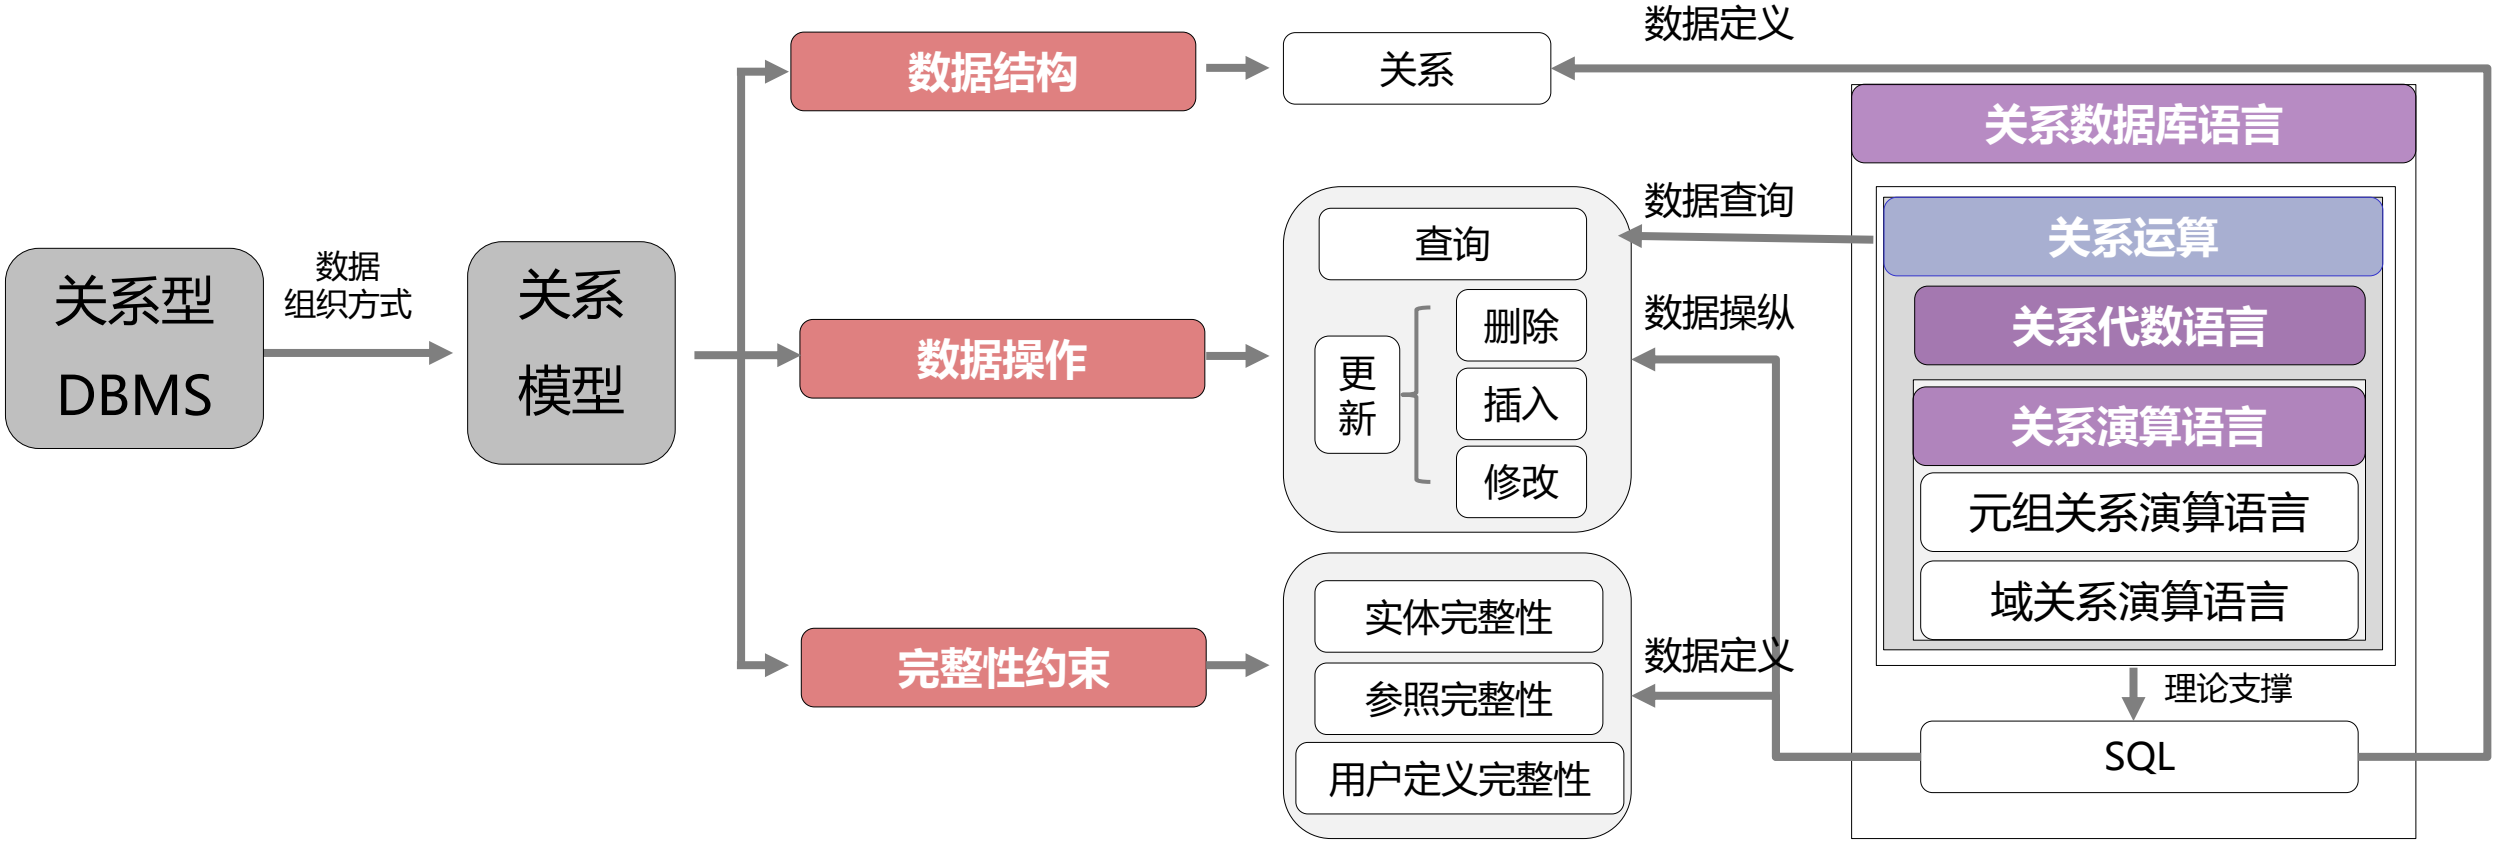 关系型
DBMS
数据
组织方式
关系
模型
数据结构
数据操纵
完整性约束
关系
查询
更
新
删除
插入
修改
实体完整性
参照完整性
用户定义完整性
数据定义
数据查询
数据操纵
数据定义
关系数据库语言
关系运算
关系代数语言
关系演算语言
元组关系演算语言
域关系演算语言
理论支撑
SQL